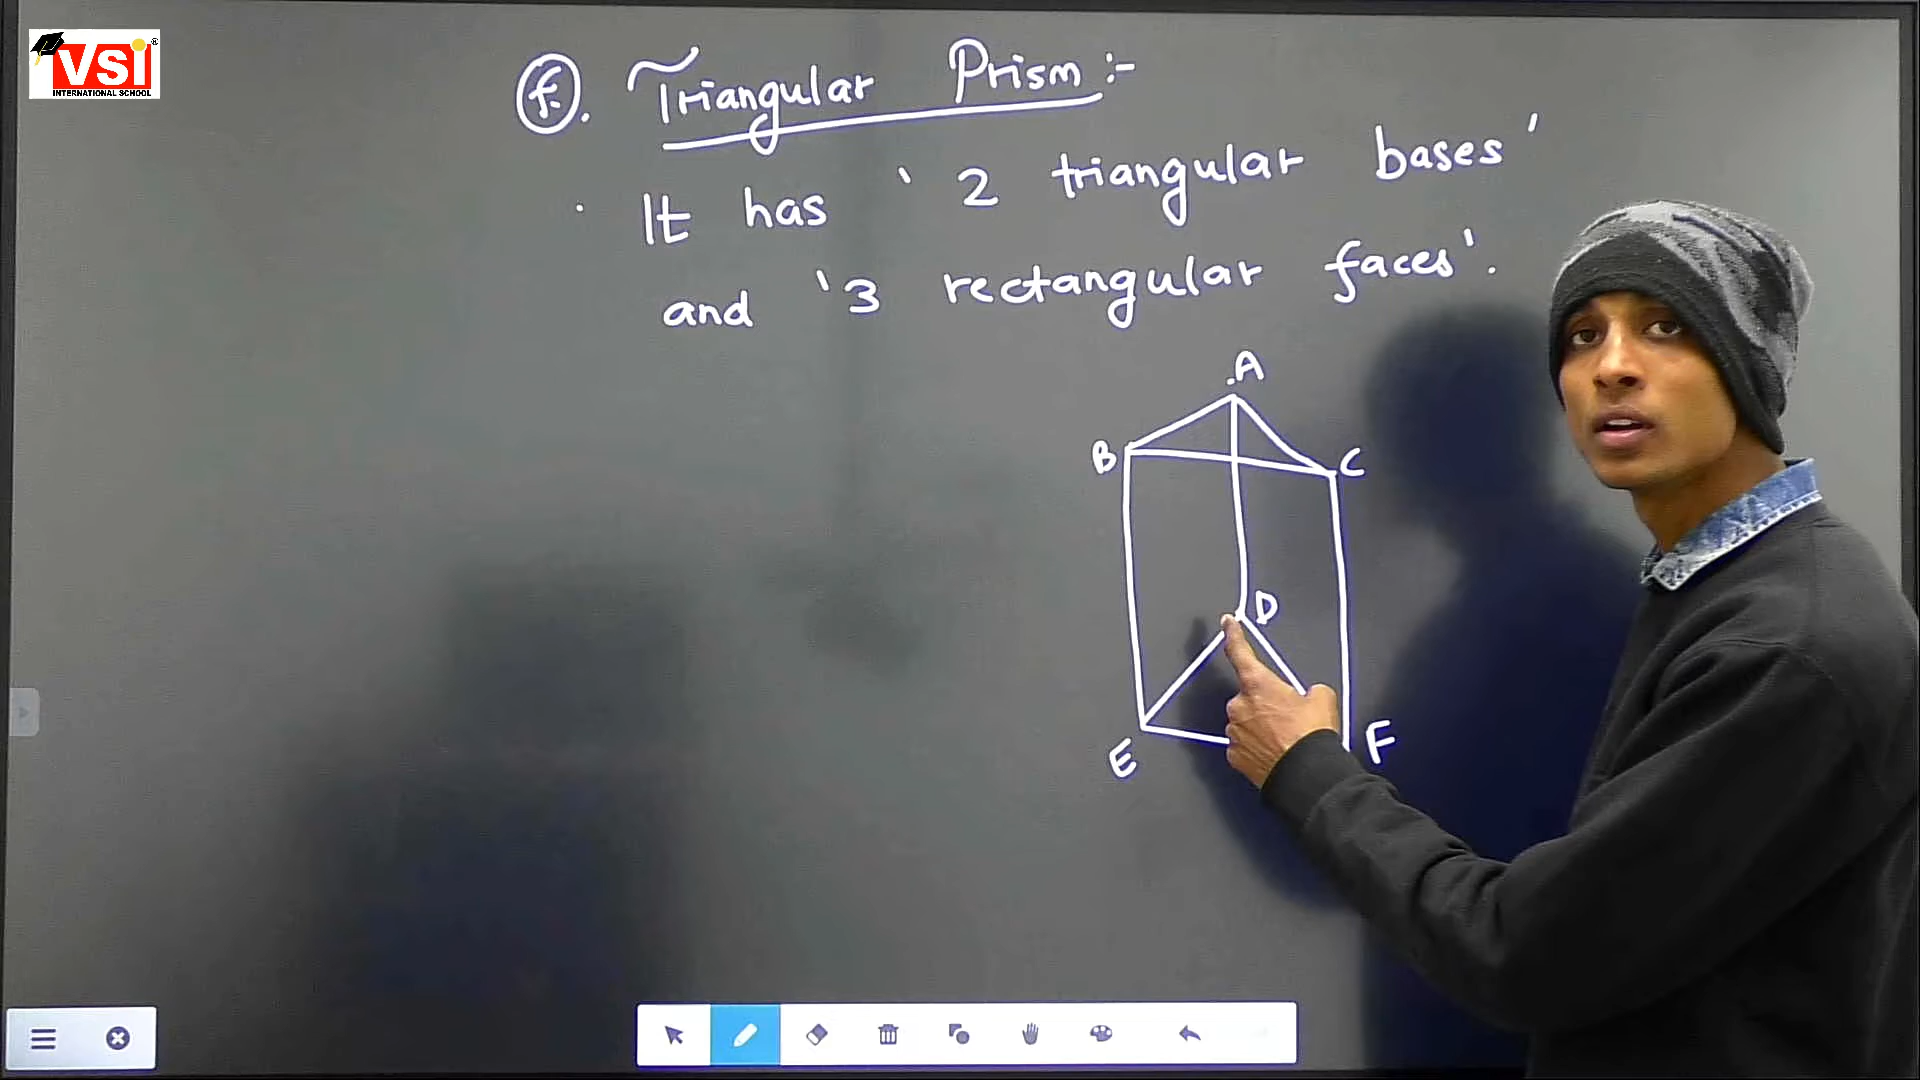 VSI®
INTERNATIONAL SCHOOL
f. Triangular Prism :-
. It has ' 2 triangular bases '
and ' 3 rectangular faces '.
.A
B
C
D
E
F